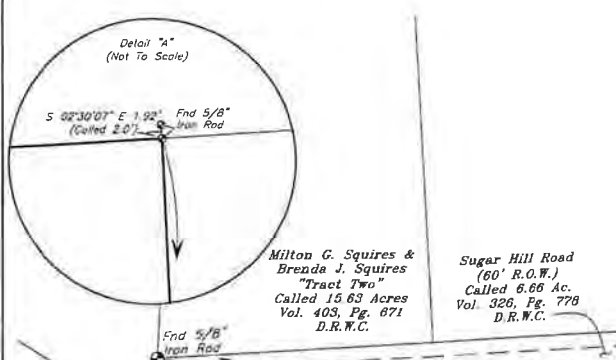 Detail "A"
(Not To Scale)
S 02°30'07" E 1.92'
(Called 2.0')
Fnd 5/8"
Iron Rod
Milton G. Squires &
Brenda J. Squires
"Tract Two"
Called 15.63 Acres
Vol. 403, Pg. 671
D.R.W.C.
Sugar Hill Road
(60' R.O.W.)
Called 6.66 Ac.
Vol. 326, Pg. 778
D.R.W.C.
Fnd 5/8"
Iron Rod